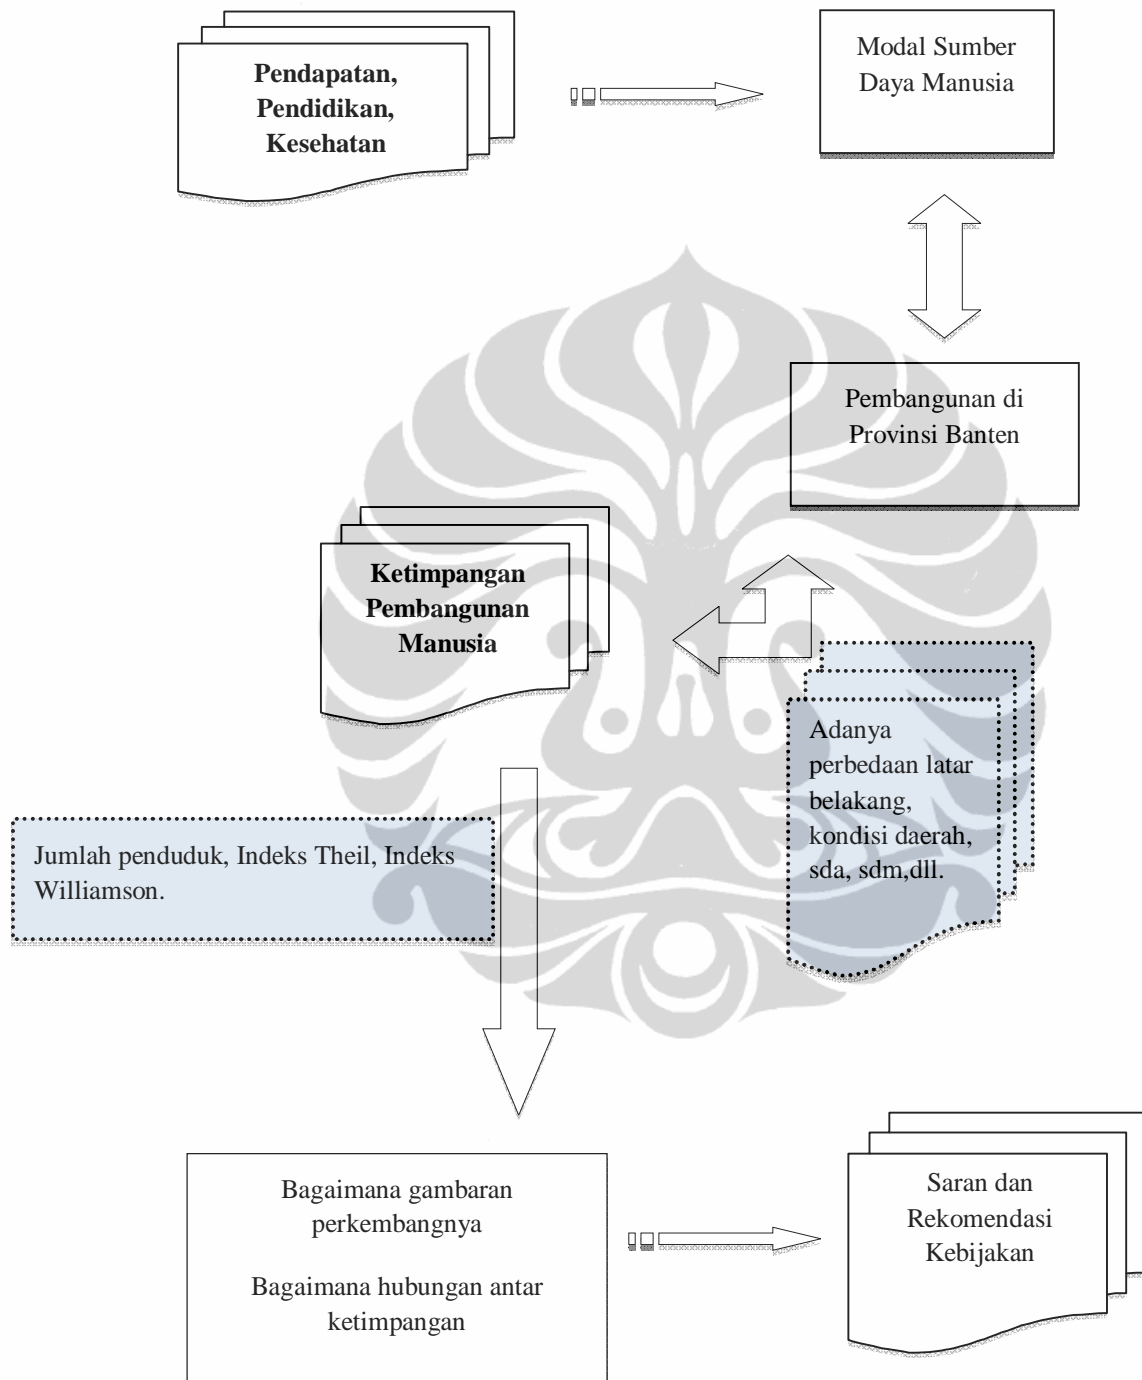 Pendapatan,
Pendidikan,
Kesehatan
Modal Sumber
Daya Manusia
Pembangunan di
Provinsi Banten
Ketimpangan
Pembangunan
Manusia
Adanya
perbedaan latar
belakang,
kondisi daerah,
sda, sdm,dll.
Jumlah penduduk, Indeks Theil, Indeks
Williamson.
Bagaimana gambaran
perkembangnya
Bagaimana hubungan antar
ketimpangan
Saran dan
Rekomendasi
Kebijakan